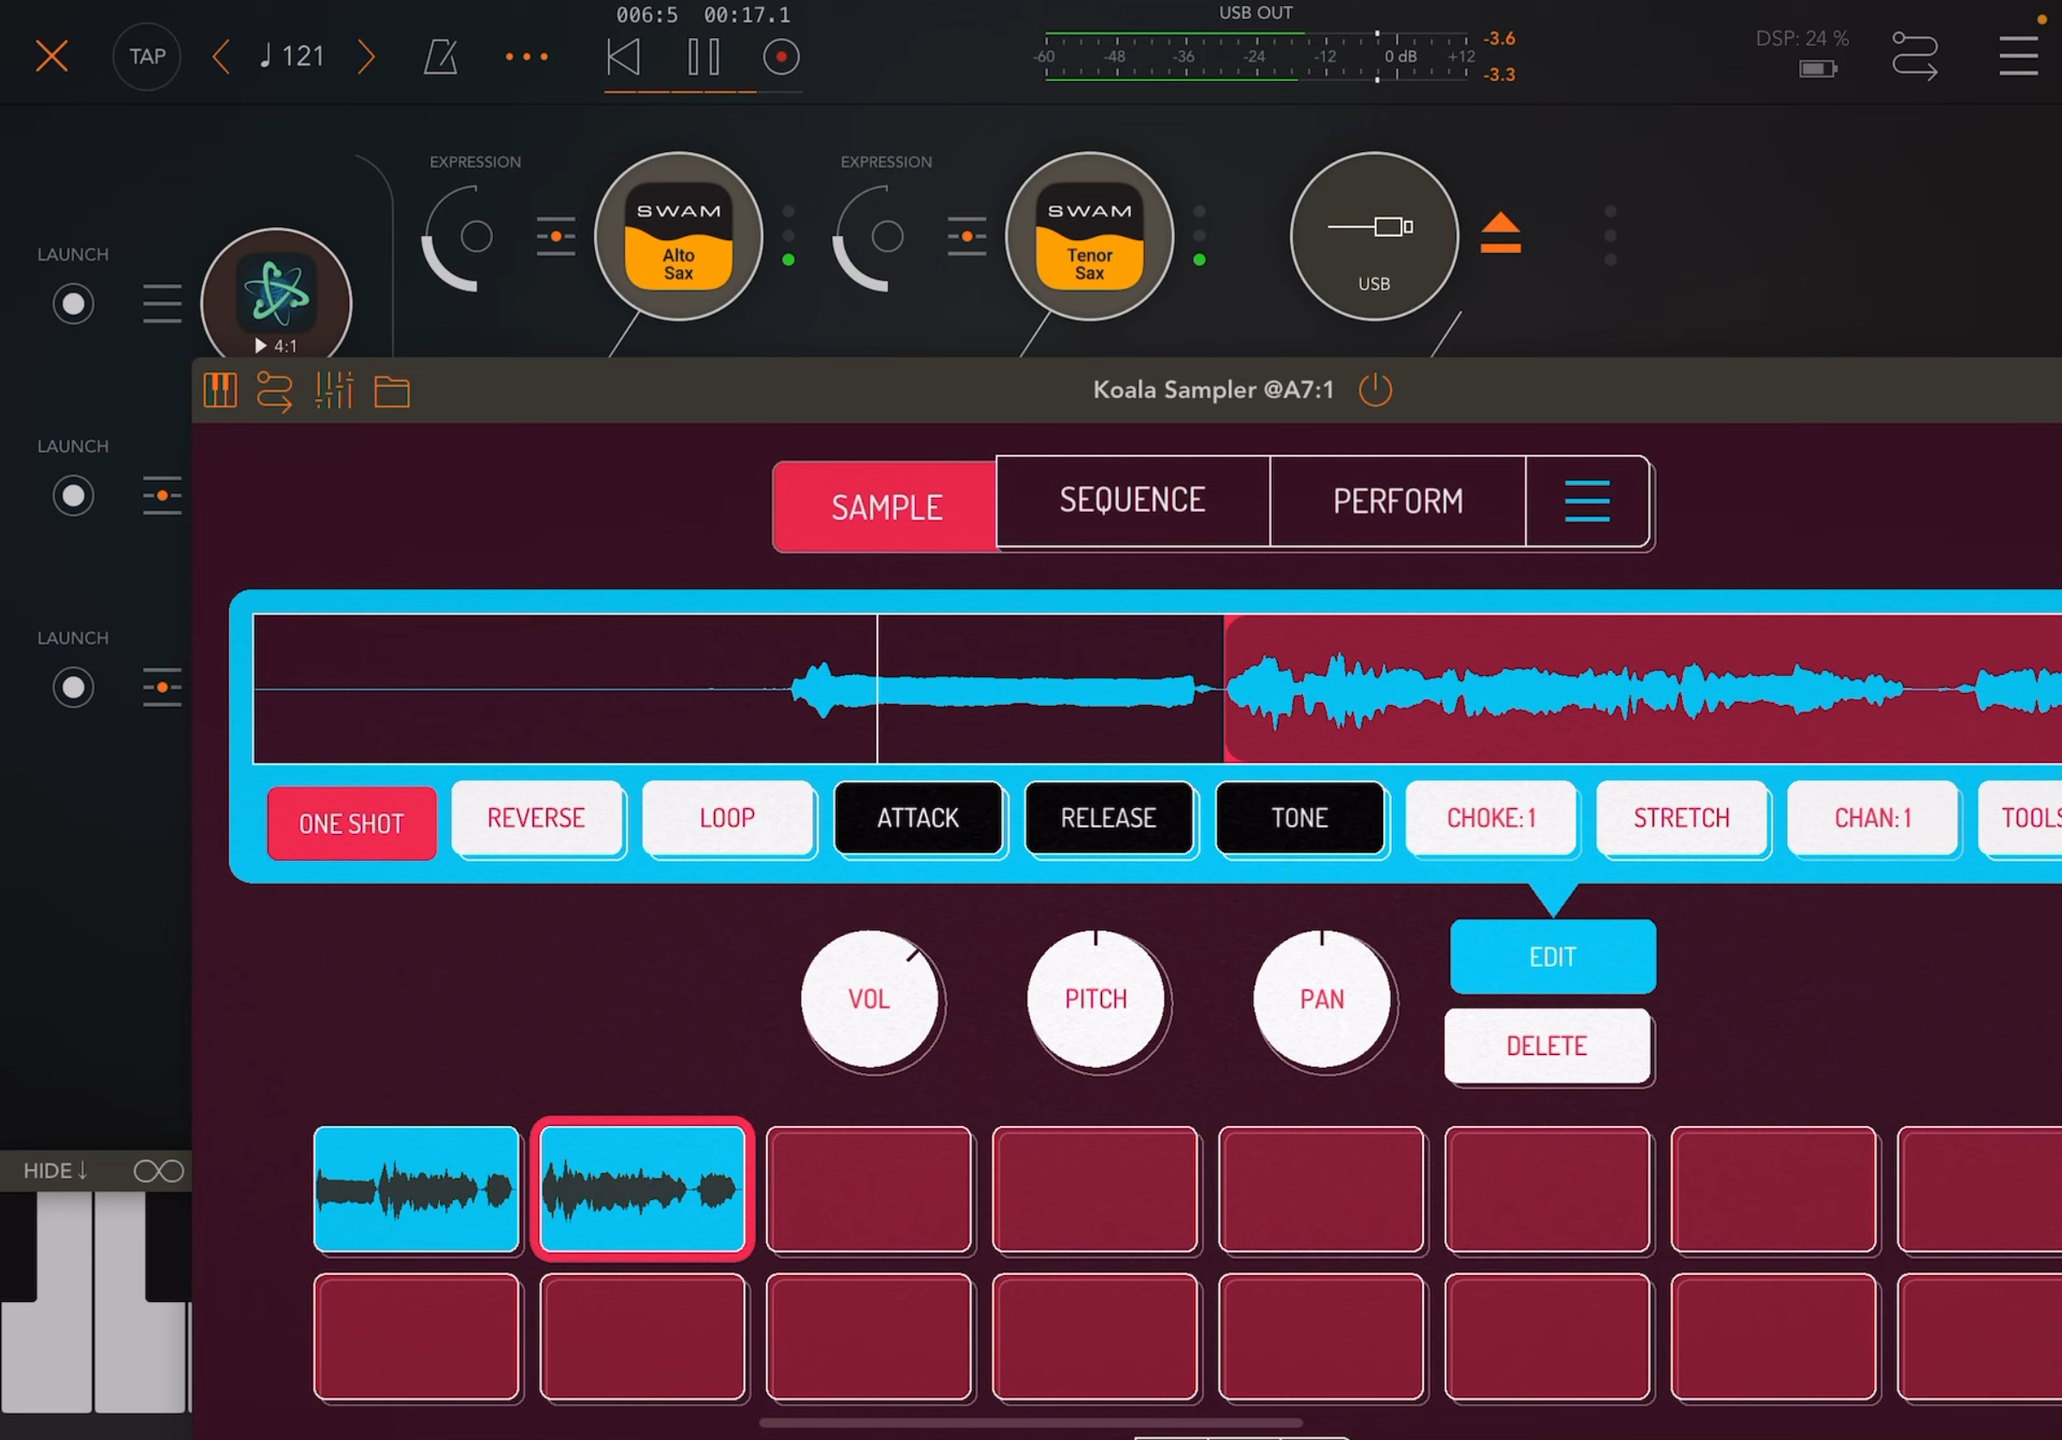 006:5 00:17.1
USB OUT
TAP
121
-60 -48 -36 -24 -12 0 dB +12
-3.6
-3.3
DSP: 24 %
EXPRESSION
SWAM
Alto
Sax
EXPRESSION
SWAM
Tenor
Sax
USB
LAUNCH
4:1
LAUNCH
LAUNCH
Koala Sampler @A7:1
SAMPLE
SEQUENCE
PERFORM
ONE SHOT
REVERSE
LOOP
ATTACK
RELEASE
TONE
CHOKE:1
STRETCH
CHAN:1
TOOLS
VOL
PITCH
PAN
EDIT
DELETE
HIDE↓